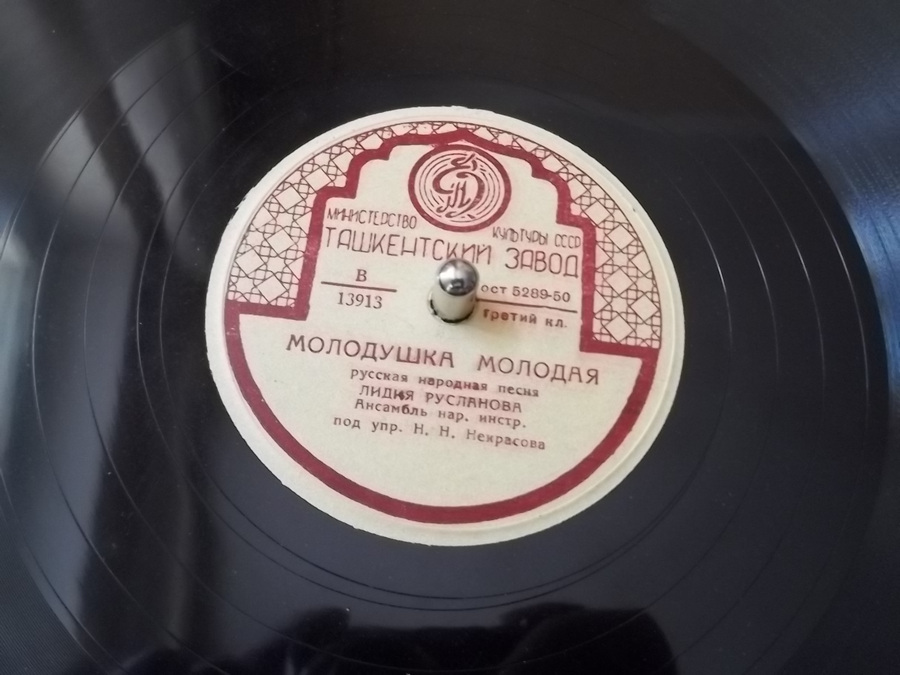 МИНИСТЕРСТВО КУЛЬТУРЫ СССР
ТАШКЕНТСКИЙ ЗАВОД
В
13913
ост 5289-50
третий кл.
МОЛОДУШКА МОЛОДАЯ
Русская народная песня
ЛИДИЯ РУСЛАНОВА
Ансамбль нар. инстр.
под упр. Н. Н. Некрасова